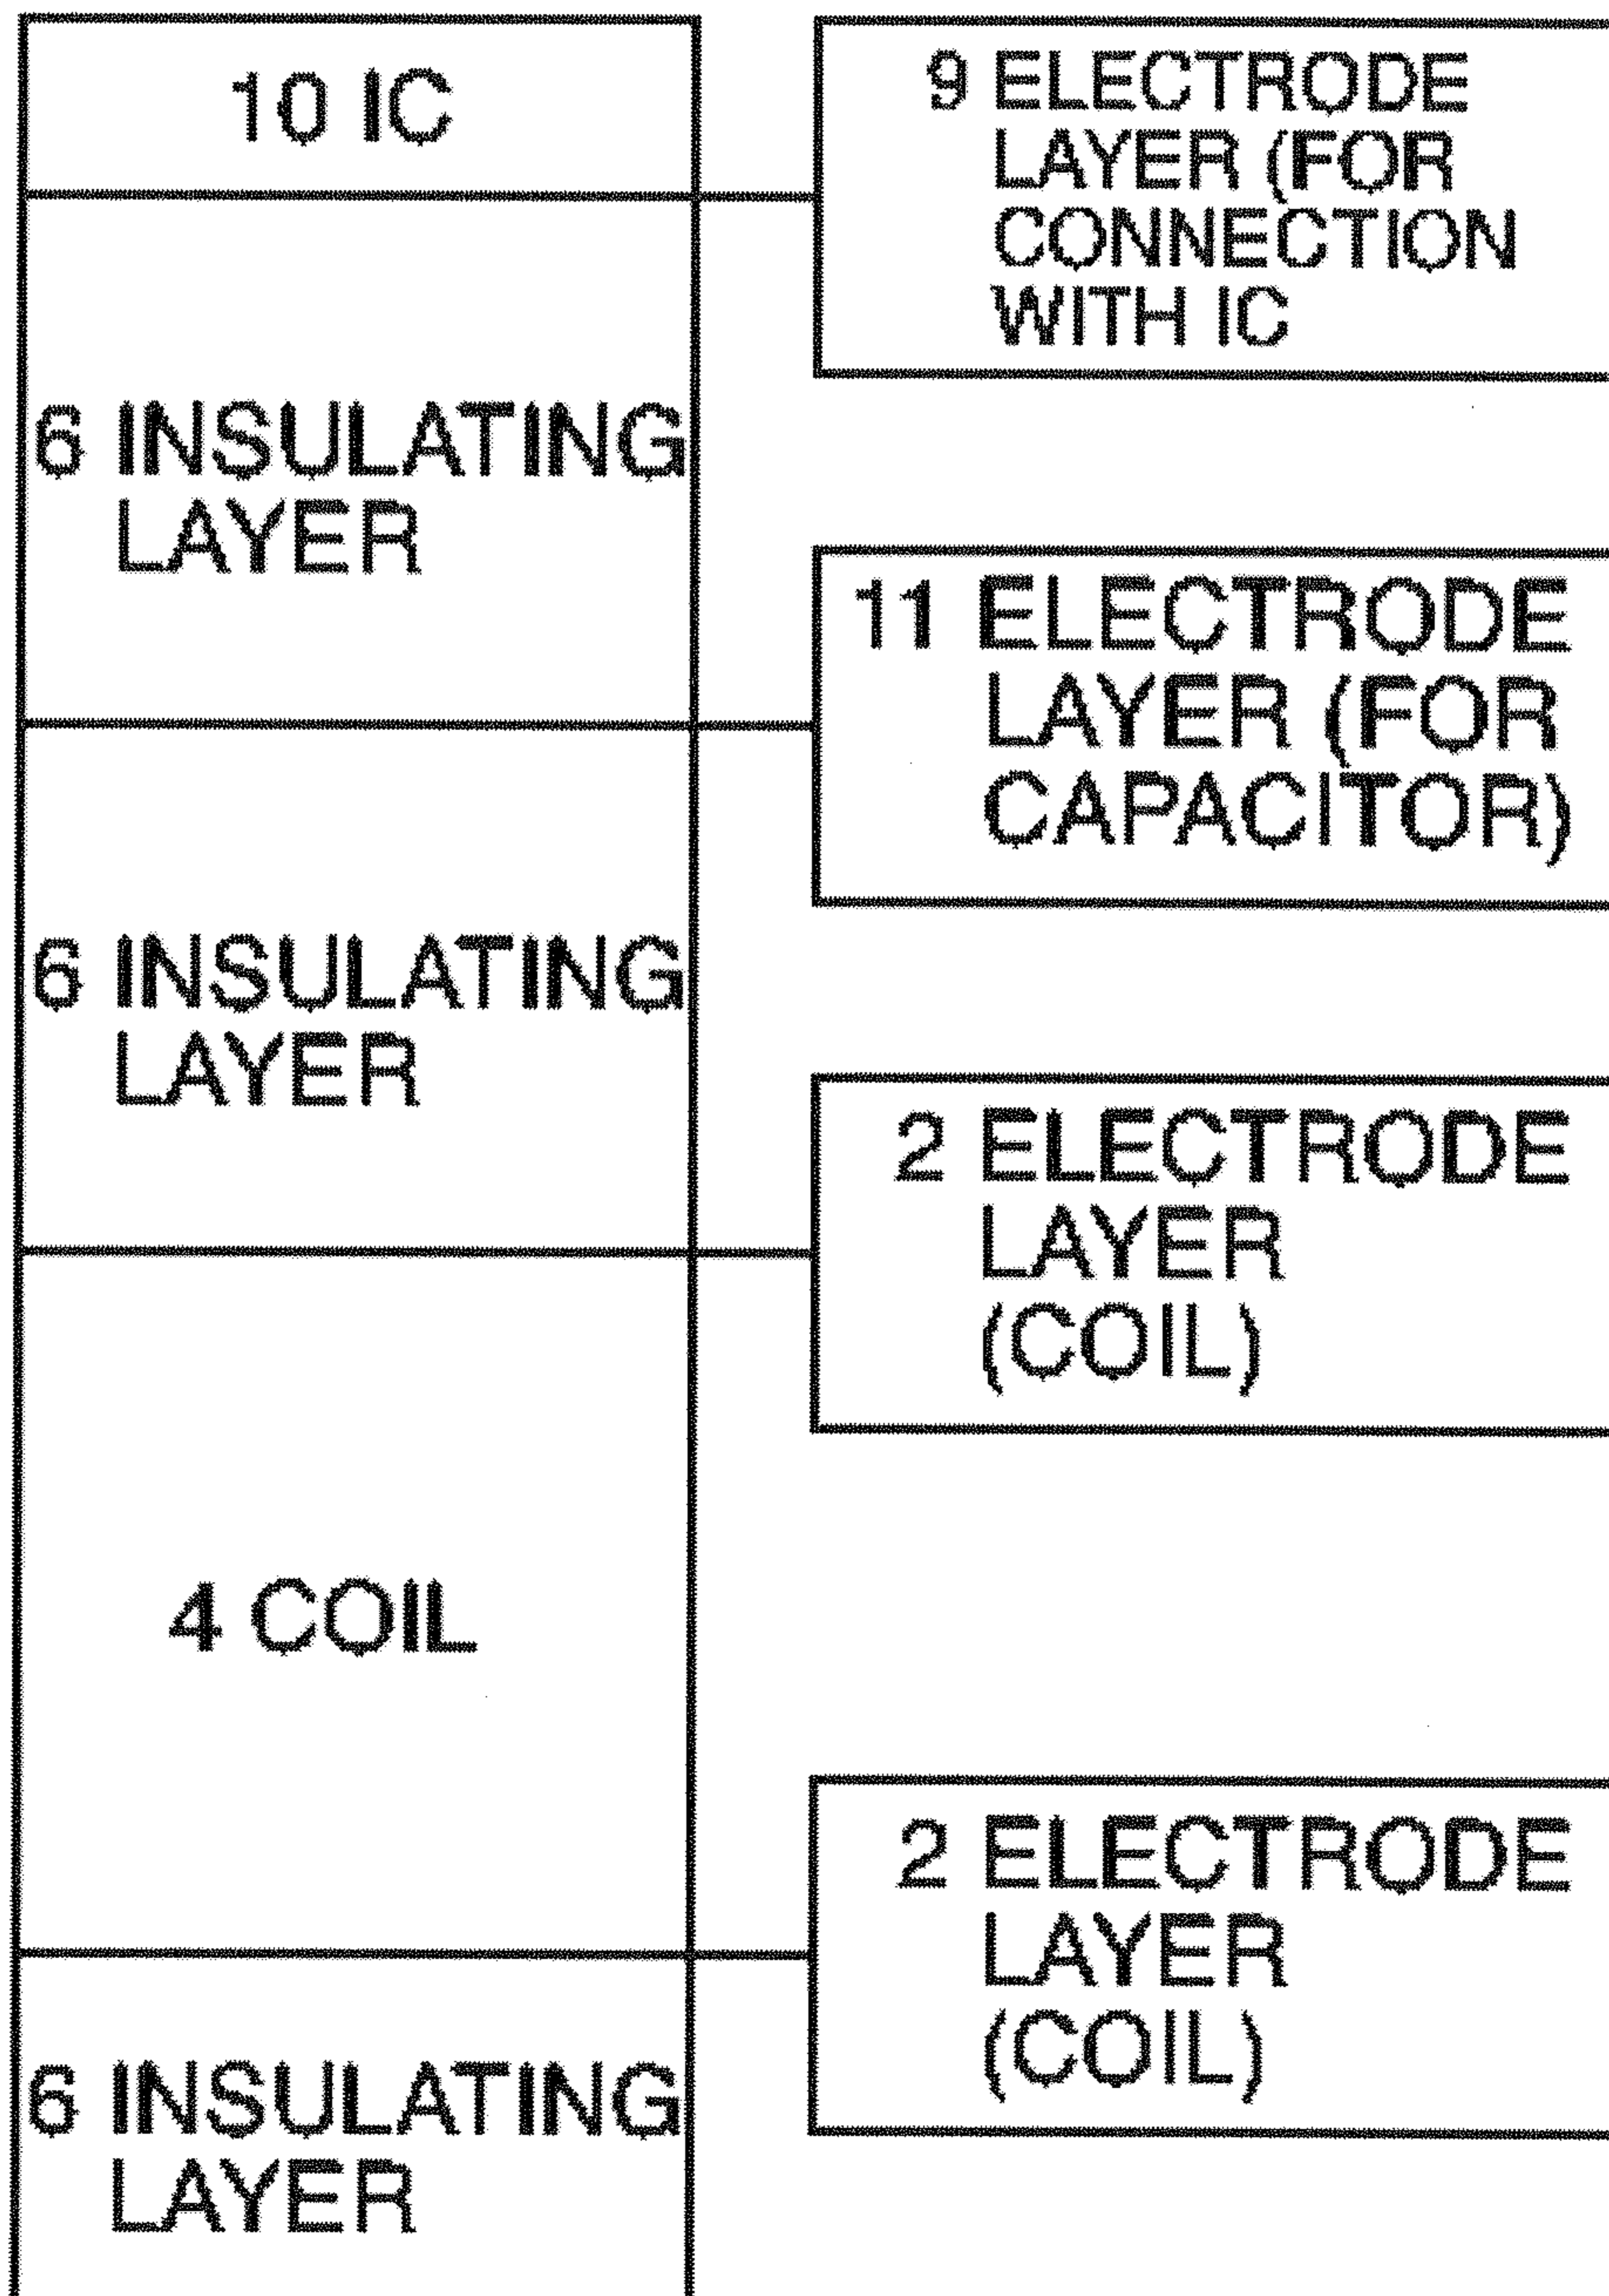 10 IC
9 ELECTRODE
LAYER (FOR
CONNECTION
WITH IC
6 INSULATING
LAYER
11 ELECTRODE
LAYER (FOR
CAPACITOR)
6 INSULATING
LAYER
2 ELECTRODE
LAYER
(COIL)
4 COIL
2 ELECTRODE
LAYER
(COIL)
6 INSULATING
LAYER